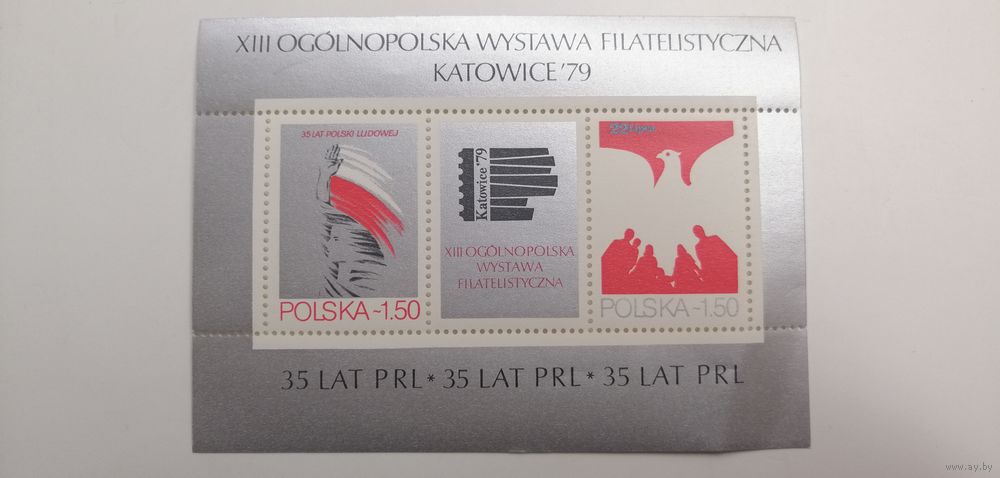 XIII OGÓLNOPOLSKA WYSTAWA FILATELISTYCZNA
KATOWICE '79
35 LAT POLSKI LUDOWEJ
POLSKA ~1.50
Katowice '79
XIII OGÓLNOPOLSKA
WYSTAWA
FILATELISTYCZNA
22 lipca
POLSKA ~1.50
35 LAT PRL * 35 LAT PRL * 35 LAT PRL
www.ay.by